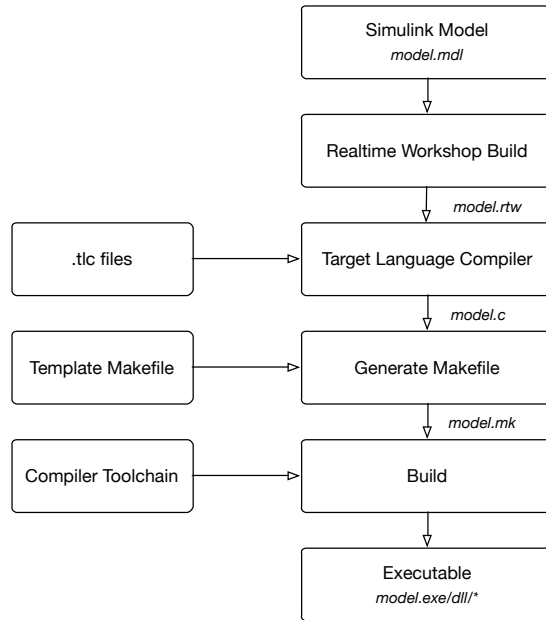 Simulink Model
model.mdl
Realtime Workshop Build
model.rtw
.tlc files
Target Language Compiler
model.c
Template Makefile
Generate Makefile
model.mk
Compiler Toolchain
Build
Executable
model.exe/dll/*